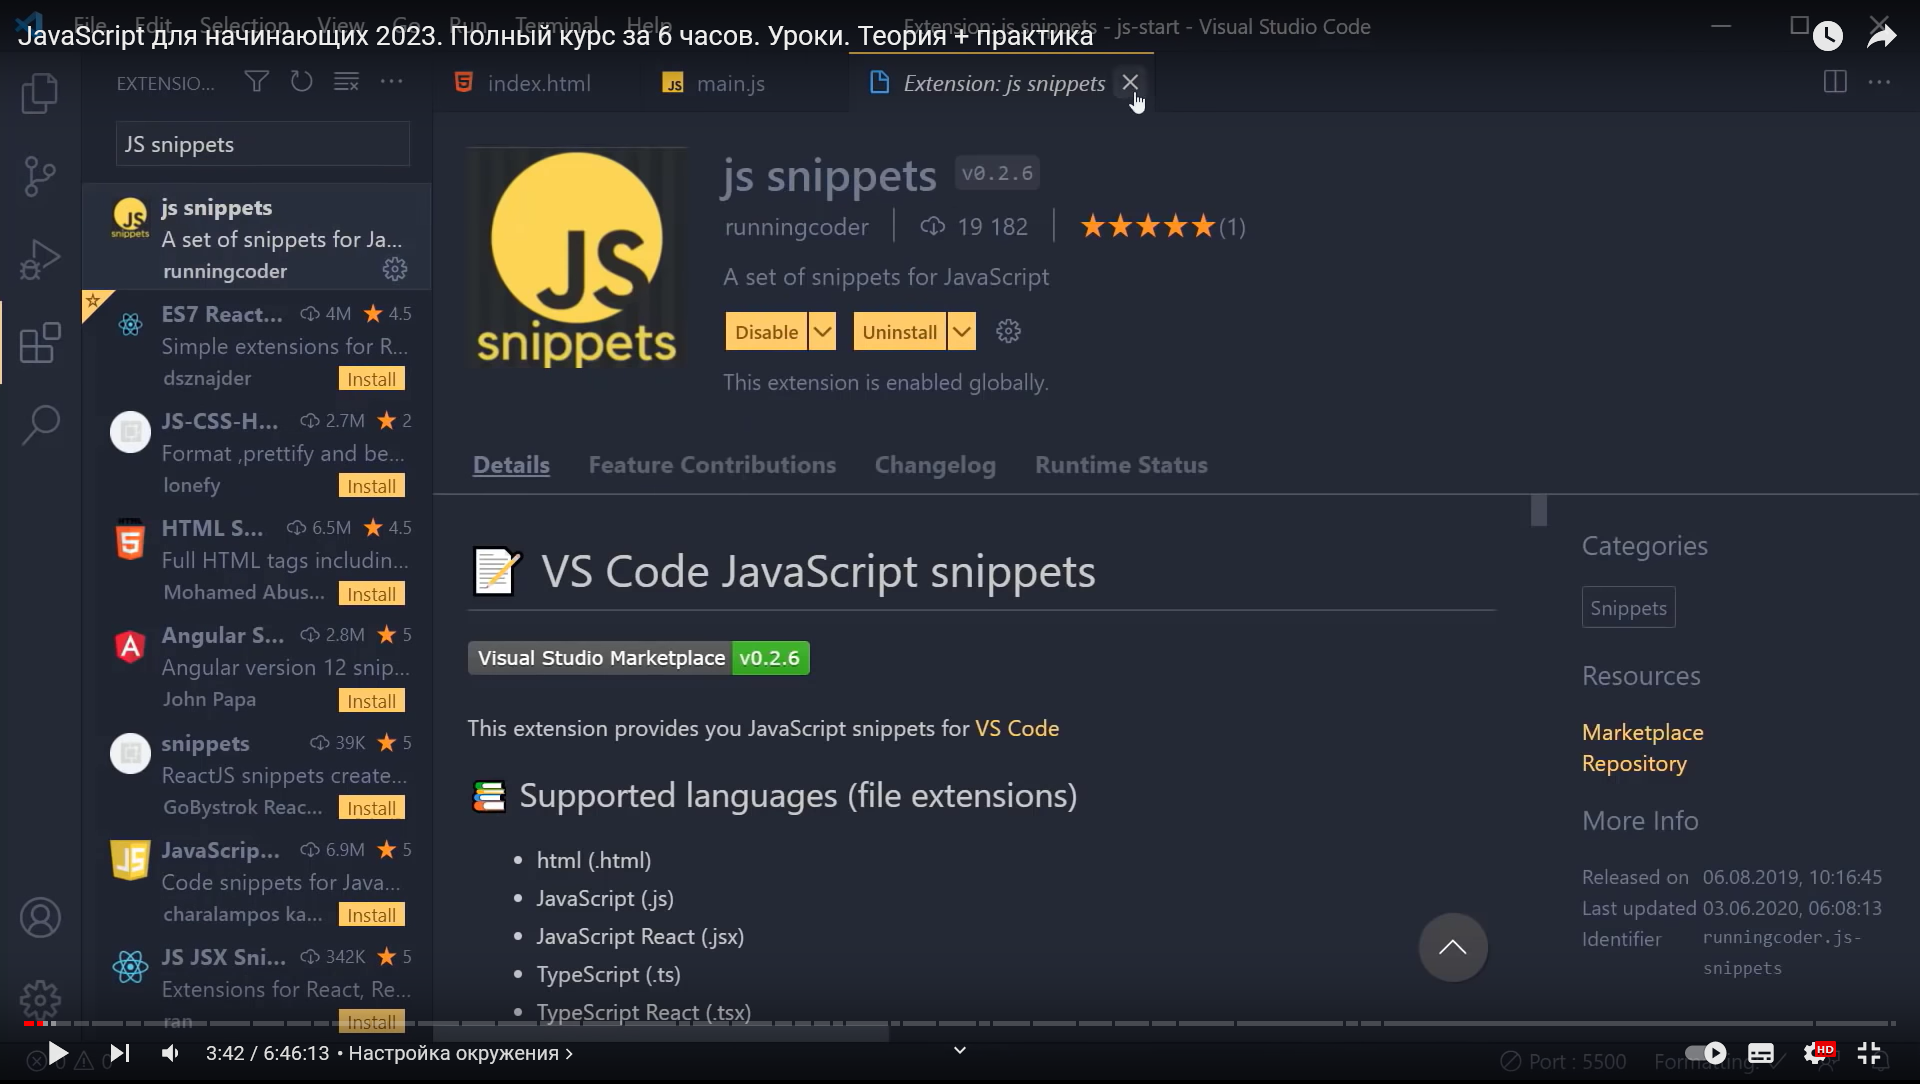 File Edit Selection View Go Run Terminal Help
Extension: js snippets - js-start - Visual Studio Code
JavaScript для начинающих 2023. Полный курс за 6 часов. Уроки. Теория + практика
EXTENSIO...
index.html
JS main.js
Extension: js snippets
JS snippets
JS snippets
js snippets
A set of snippets for Ja...
runningcoder
ES7 React... 4M 4.5
Simple extensions for R...
dsznajder Install
JS-CSS-H... 2.7M 2
Format ,prettify and be...
lonefy Install
HTML S... 6.5M 4.5
Full HTML tags includin...
Mohamed Abus... Install
Angular S... 2.8M 5
Angular version 12 snip...
John Papa Install
snippets 39K 5
ReactJS snippets create...
GoBystrok Reac... Install
JS
JavaScrip... 6.9M 5
Code snippets for Java...
charalampos ka... Install
JS JSX Sni... 342K 5
Extensions for React, Re...
ran Install
JS
snippets
js snippets v0.2.6
runningcoder 19 182 ★★★★★(1)
A set of snippets for JavaScript
Disable Uninstall
This extension is enabled globally.
Details Feature Contributions Changelog Runtime Status
VS Code JavaScript snippets
Visual Studio Marketplace v0.2.6
This extension provides you JavaScript snippets for VS Code
Supported languages (file extensions)
• html (.html)
• JavaScript (.js)
• JavaScript React (.jsx)
• TypeScript (.ts)
• TypeScript React (.tsx)
Categories
Snippets
Resources
Marketplace
Repository
More Info
Released on 06.08.2019, 10:16:45
Last updated 03.06.2020, 06:08:13
Identifier runningcoder.js-
snippets
3:42 / 6:46:13 • Настройка окружения
HD
0 0
Port : 5500 Formatting: